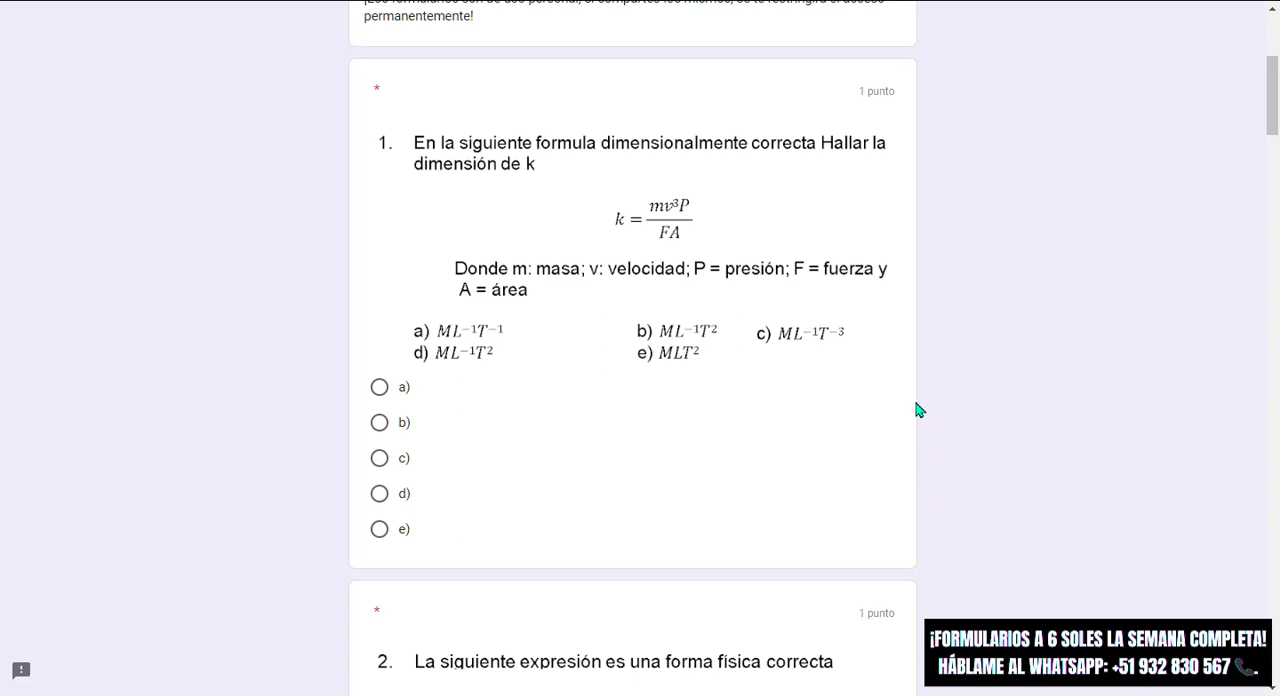 permanentemente!
*
1 punto
1. En la siguiente formula dimensionalmente correcta Hallar la
dimensión de k
k = mv³P / FA
Donde m: masa; v: velocidad; P = presión; F = fuerza y
A = área
a) ML⁻¹T⁻¹ b) ML⁻¹T² c) ML⁻¹T⁻³
d) ML⁻¹T² e) MLT²
a)
b)
c)
d)
e)
*
1 punto
2. La siguiente expresión es una forma física correcta
¡FORMULARIOS A 6 SOLES LA SEMANA COMPLETA!
HÁBLAME AL WHATSAPP: +51 932 830 567 📞.